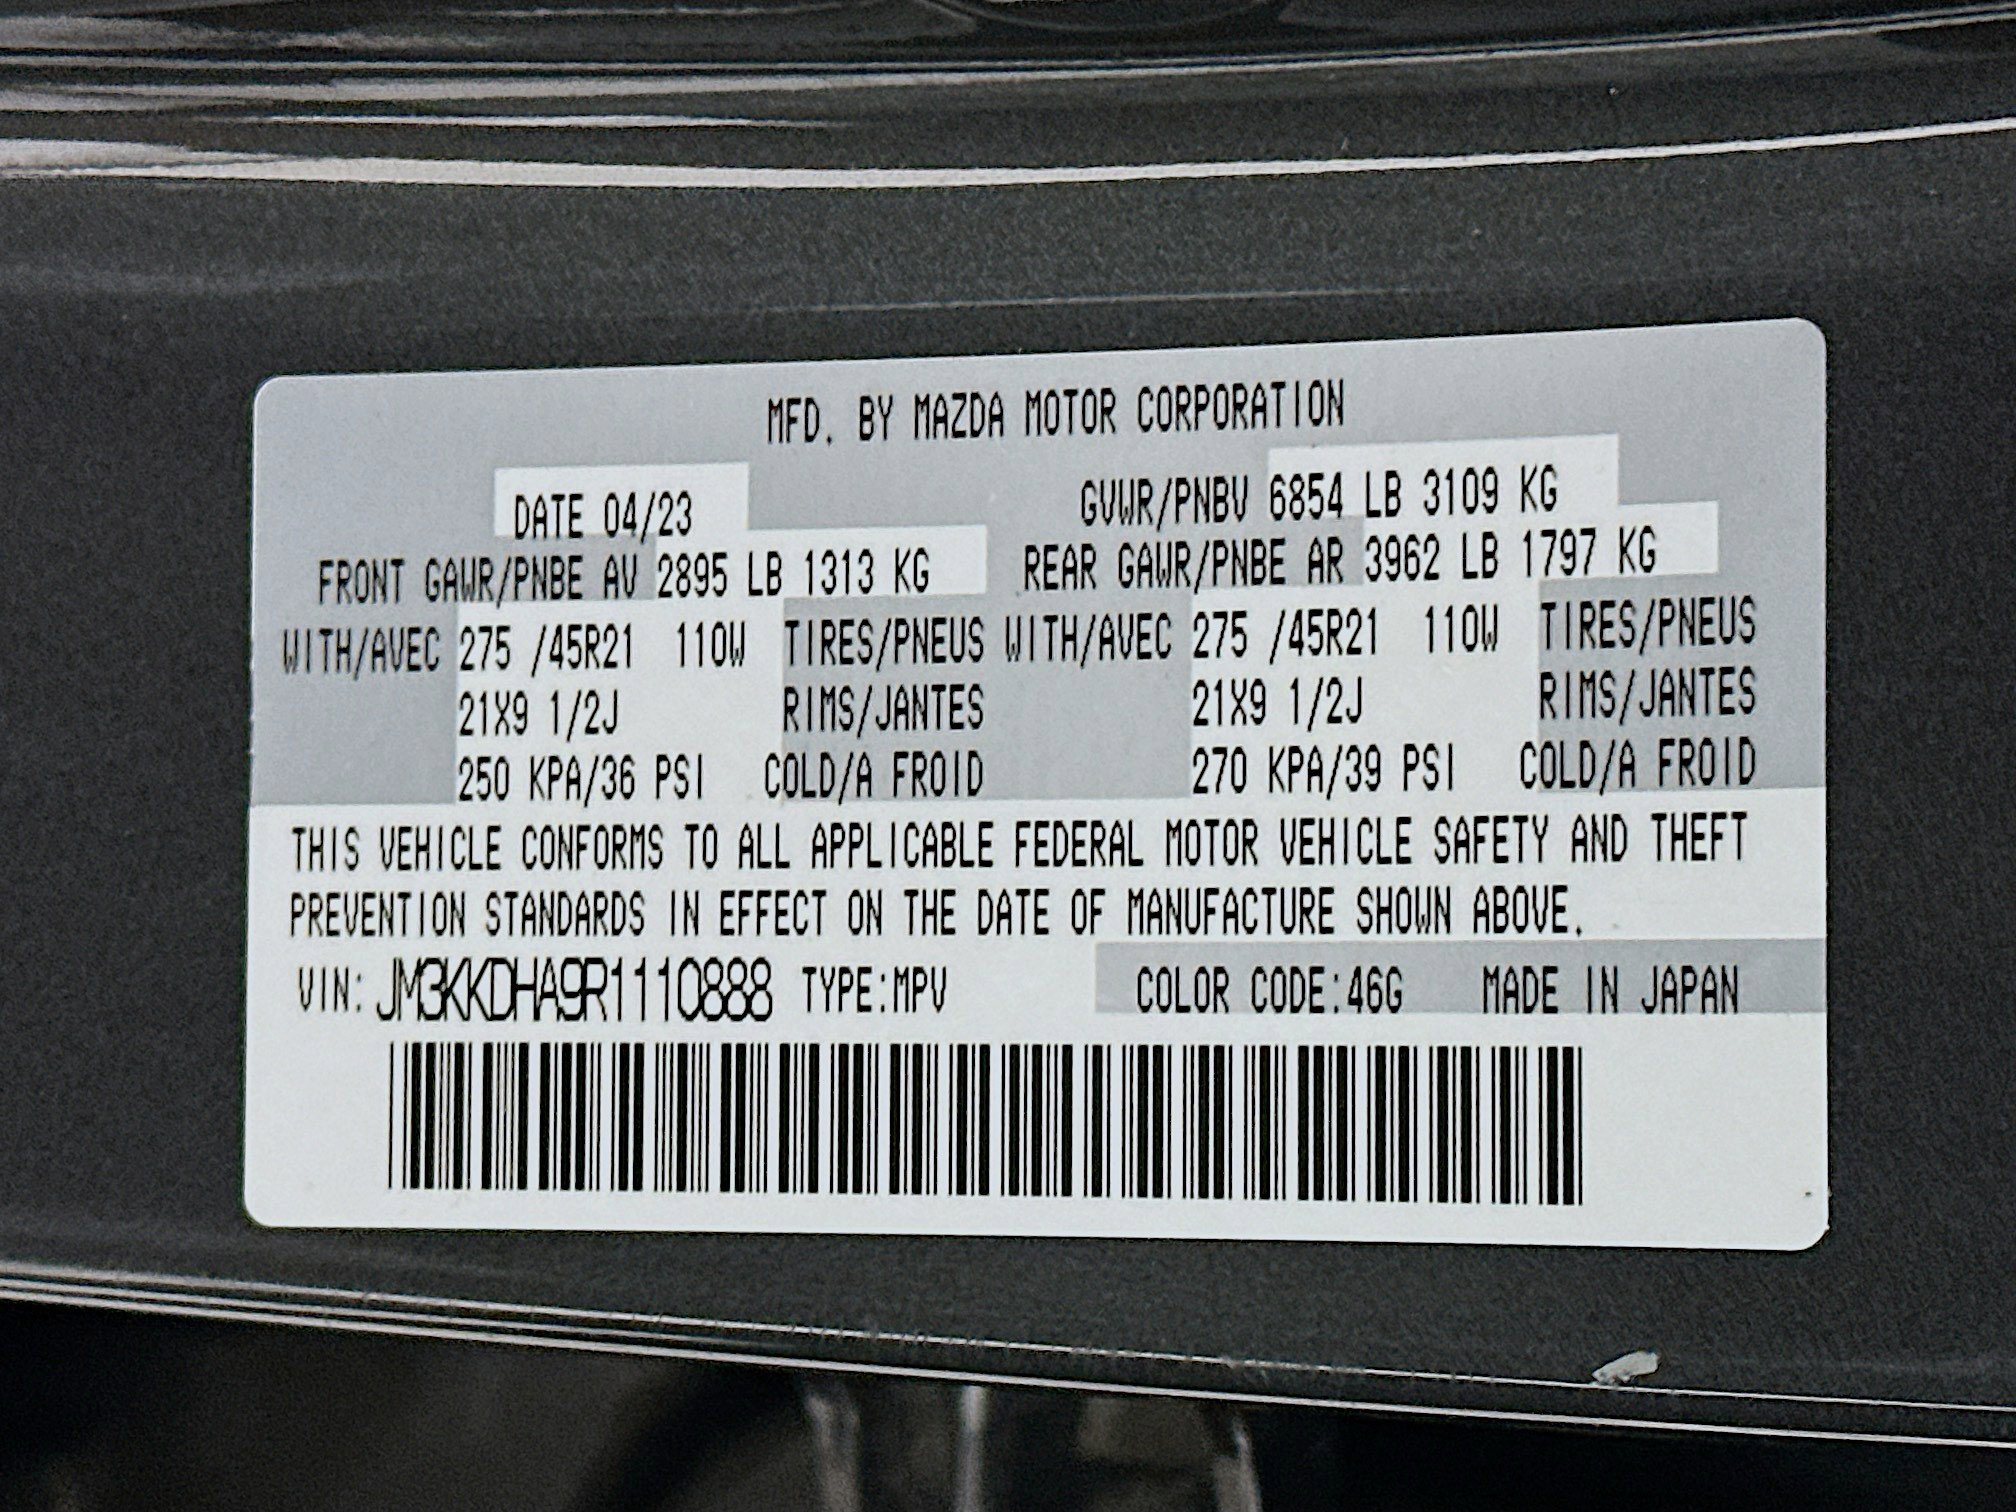 MFD. BY MAZDA MOTOR CORPORATION
DATE 04/23 GVWR/PNBV 6854 LB 3109 KG
FRONT GAWR/PNBE AV 2895 LB 1313 KG REAR GAWR/PNBE AR 3962 LB 1797 KG
WITH/AVEC 275 /45R21 110W TIRES/PNEUS WITH/AVEC 275 /45R21 110W TIRES/PNEUS
21X9 1/2J RIMS/JANTES 21X9 1/2J RIMS/JANTES
250 KPA/36 PSI COLD/A FROID 270 KPA/39 PSI COLD/A FROID
THIS VEHICLE CONFORMS TO ALL APPLICABLE FEDERAL MOTOR VEHICLE SAFETY AND THEFT
PREVENTION STANDARDS IN EFFECT ON THE DATE OF MANUFACTURE SHOWN ABOVE.
VIN: JM3KKDHA9R1110888 TYPE:MPV COLOR CODE:46G MADE IN JAPAN